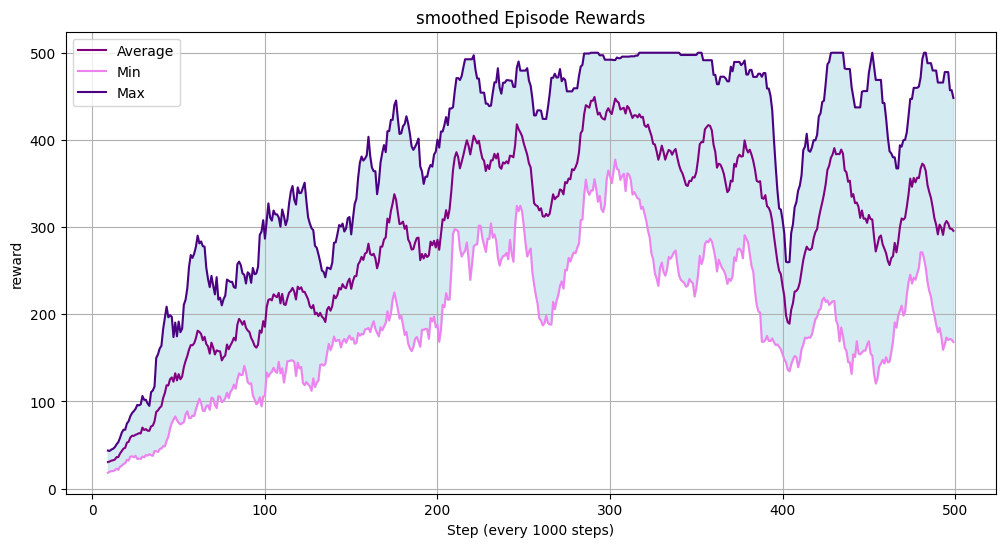 smoothed Episode Rewards
Average
Min
Max
reward
500
400
300
200
100
0
0 100 200 300 400 500
Step (every 1000 steps)